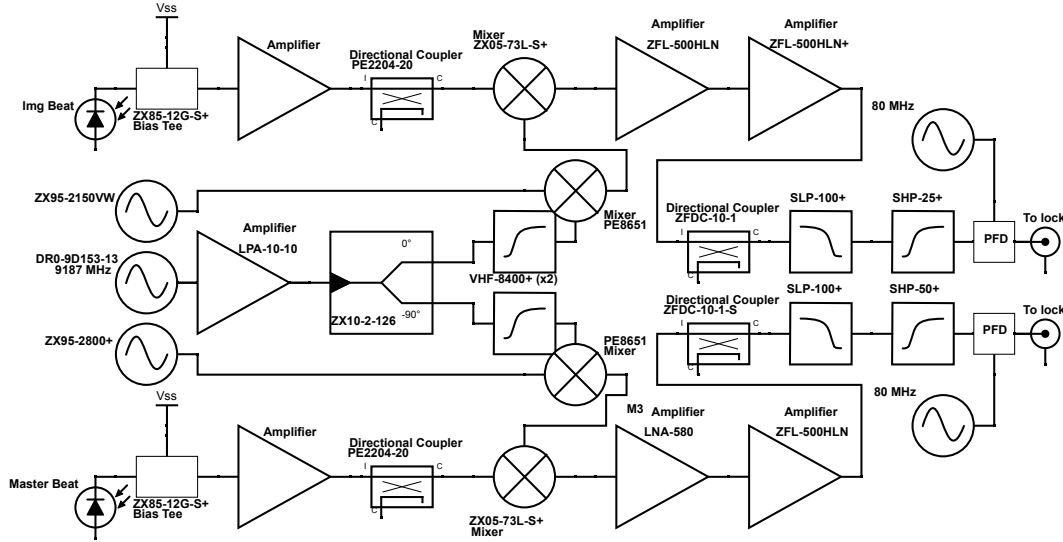 Vss
Amplifier
Directional Coupler
PE2204-20
I
C
C
Mixer
ZX05-73L-S+
Amplifier
ZFL-500HLN
Amplifier
ZFL-500HLN+
80 MHz
Img Beat
ZX85-12G-S+
Bias Tee
ZX95-2150VW
Amplifier
LPA-10-10
0°
-90°
ZX10-2-126
VHF-8400+ (x2)
Mixer
PE8651
Directional Coupler
ZFDC-10-1
I
C
C
SLP-100+
SHP-25+
PFD
To lock
DR0-9D153-13
9187 MHz
ZX95-2800+
PE8651
Mixer
Directional Coupler
ZFDC-10-1-S
I
C
C
SLP-100+
SHP-50+
PFD
To lock
80 MHz
Vss
Amplifier
Directional Coupler
PE2204-20
I
C
C
M3
Amplifier
LNA-580
Amplifier
ZFL-500HLN
Master Beat
ZX85-12G-S+
Bias Tee
ZX05-73L-S+
Mixer